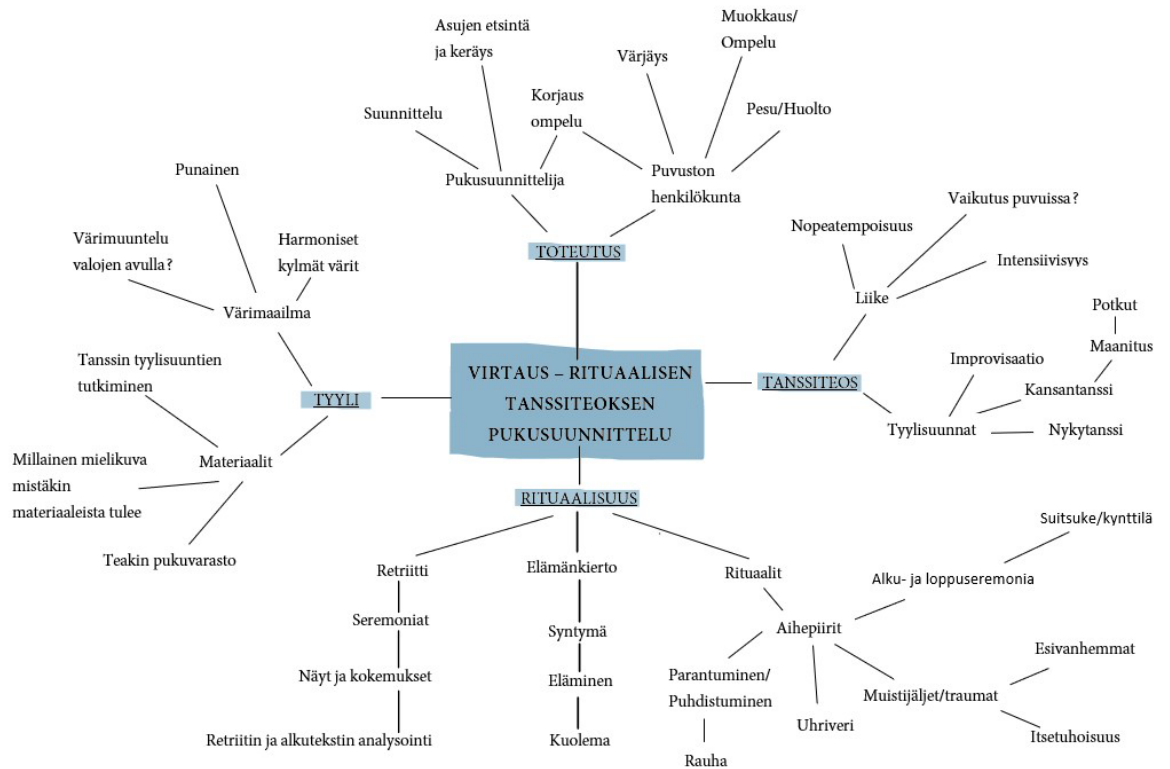 Asujen etsintä
ja keräys
Suunnittelu
Pukusuunnittelija
Korjaus
ompelu
Värjäys
Muokkaus/
Ompelu
Pesu/Huolto
Puvuston
henkilökunta
TOTEUTUS
Punainen
Värimuuntelu
valojen avulla?
Harmoniset
kylmät värit
Värimaailma
Tanssin tyylisuuntien
tutkiminen
TYYLI
Materiaalit
Millainen mielikuva
mistäkin
materiaaleista tulee
Teakin pukuvarasto
VIRTAUS – RITUAALISEN
TANSSITEOKSEN
PUKUSUUNNITTELU
Vaikutus puvuissa?
Nopeatempoisuus
Intensiivisyys
Liike
TANSSITEOS
Potkut
Maanitus
Improvisaatio
Kansantanssi
Tyylisuunnat
Nykytanssi
RITUAALISUUS
Retriitti
Seremoniat
Näyt ja kokemukset
Retriitin ja alkutekstin analysointi
Elämänkierto
Syntymä
Eläminen
Kuolema
Rituaalit
Aihepiirit
Suitsuke/kynttilä
Alku- ja loppuseremonia
Parantuminen/
Puhdistuminen
Rauha
Uhriveri
Muistijäljet/traumat
Esivanhemmat
Itsetuhoisuus